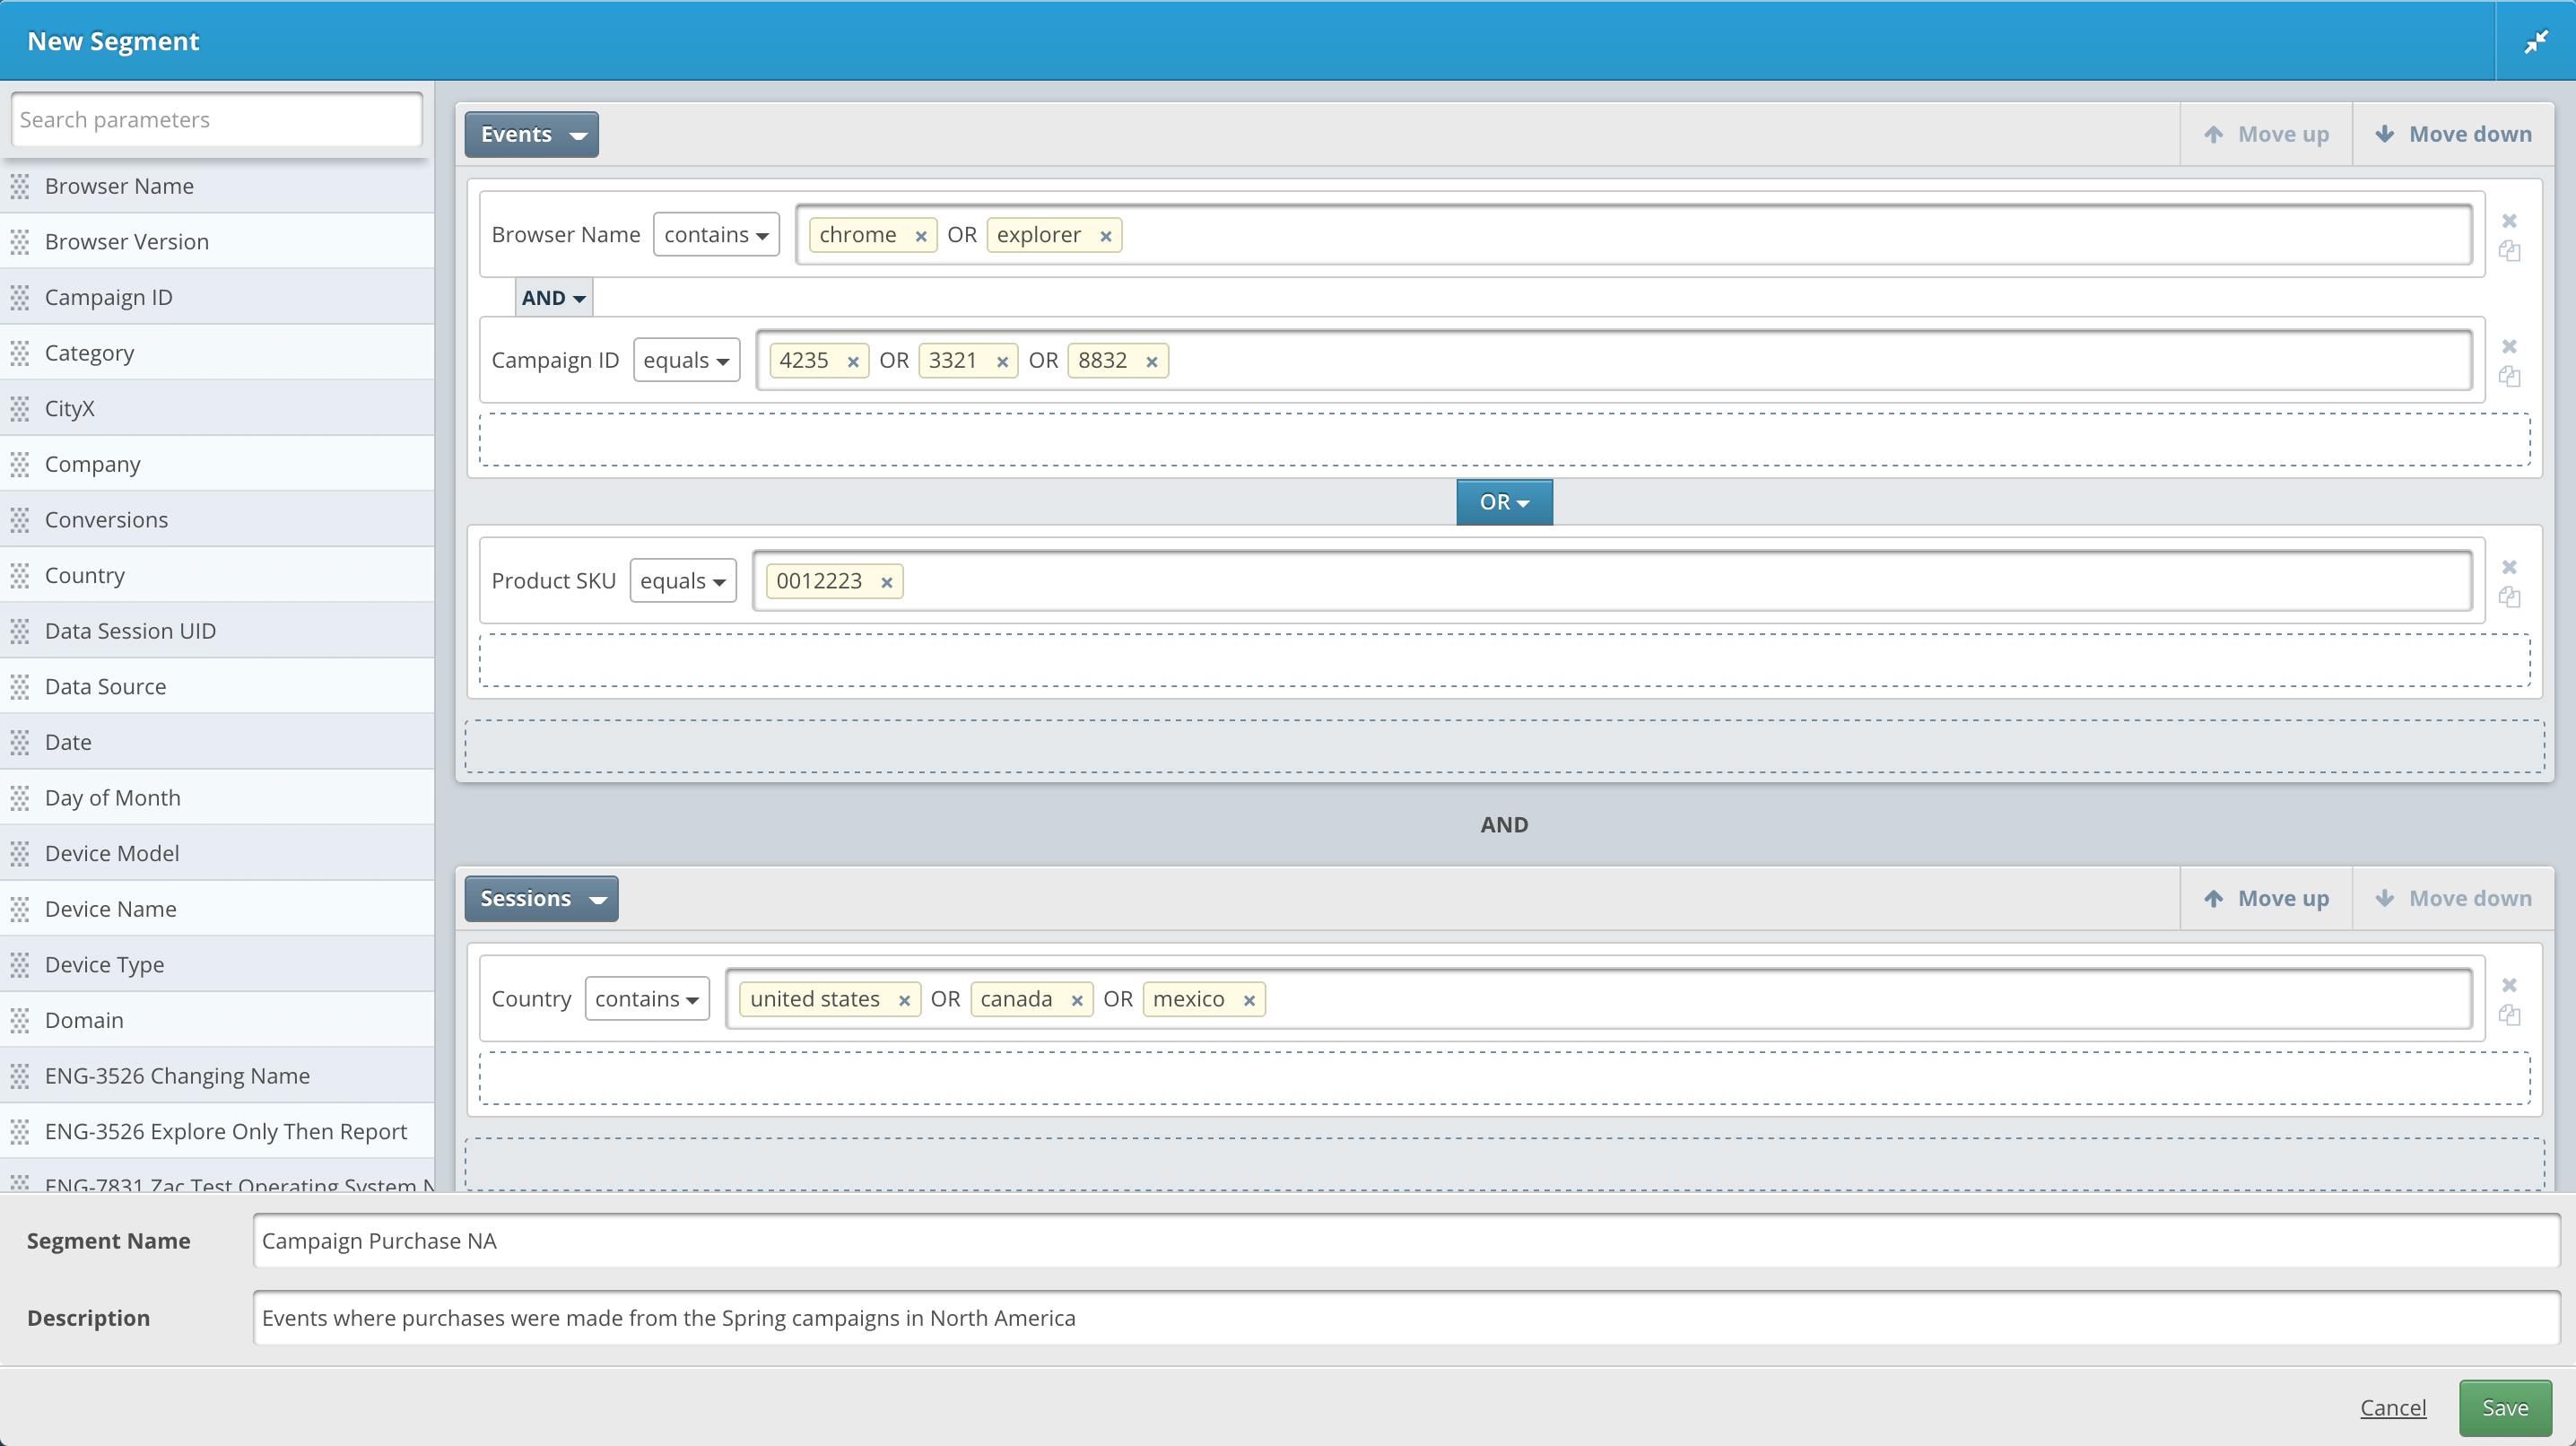 New Segment
Search parameters
Browser Name
Browser Version
Campaign ID
Category
CityX
Company
Conversions
Country
Data Session UID
Data Source
Date
Day of Month
Device Model
Device Name
Device Type
Domain
ENG-3526 Changing Name
ENG-3526 Explore Only Then Report
ENG-7831 Zac Test Operating System N
Events Move up Move down
Browser Name contains chrome × OR explorer ×
AND
Campaign ID equals 4235 × OR 3321 × OR 8832 ×
OR
Product SKU equals 0012223 ×
AND
Sessions Move up Move down
Country contains united states × OR canada × OR mexico ×
Segment Name Campaign Purchase NA
Description Events where purchases were made from the Spring campaigns in North America
Cancel Save